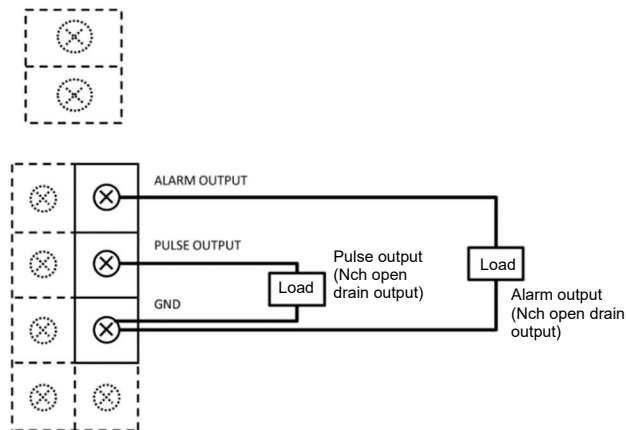 ALARM OUTPUT
PULSE OUTPUT
GND
Load
Pulse output
(Nch open
drain output)
Load
Alarm output
(Nch open drain
output)